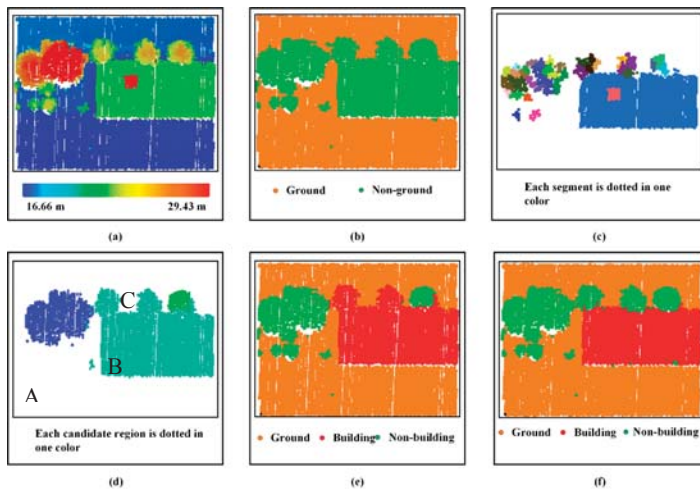 16.66 m 29.43 m
(a)
Ground Non-ground
(b)
Each segment is dotted in one
color
(c)
C
B
A
Each candidate region is dotted in
one color
(d)
Ground Building Non-building
(e)
Ground Building Non-building
(f)